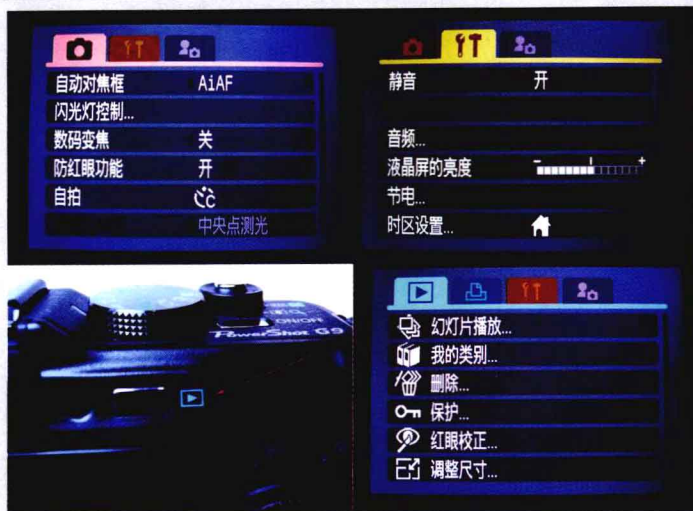 自动对焦框 AiAF
闪光灯控制...
数码变焦 关
防红眼功能 开
自拍
中央点测光
静音 开
音频...
液晶屏的亮度
节电...
时区设置...
ON/OFF
PowerShot G9
幻灯片播放...
我的类别...
删除...
保护...
红眼校正...
调整尺寸...